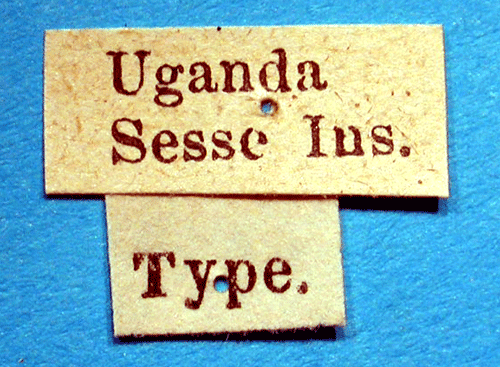 Uganda
Sesse Ins.
Type.